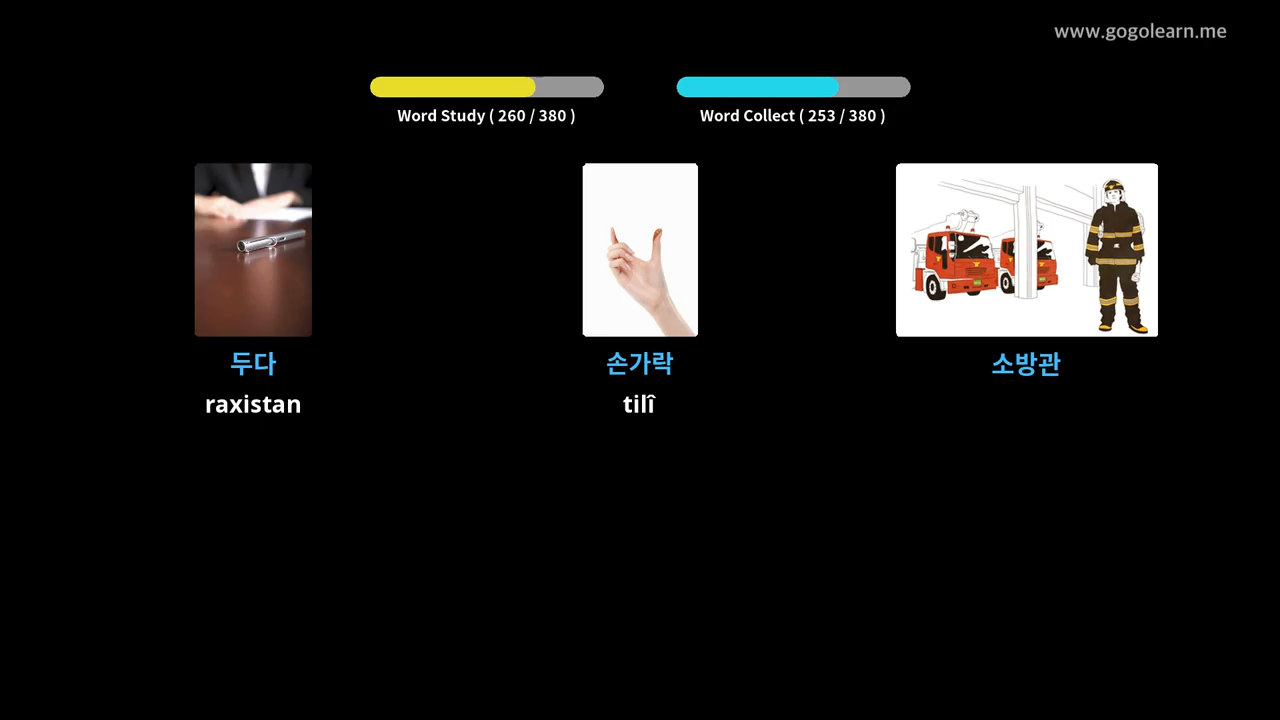 www.gogolearn.me
Word Study ( 260 / 380 )
Word Collect ( 253 / 380 )
두다
손가락
소방관
raxistan
tilî